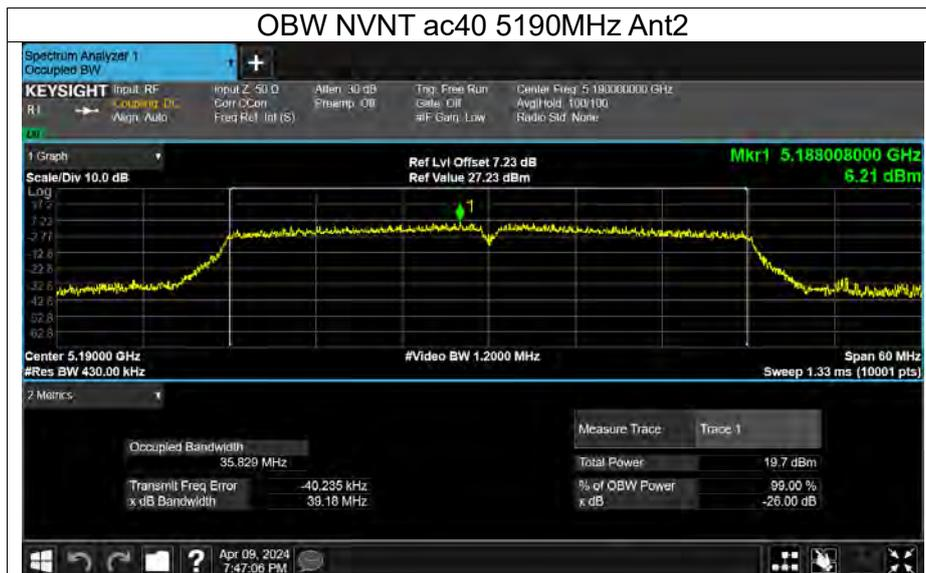 OBW NVNT ac40 5190MHz Ant2
Spectrum Analyzer 1
Occupied BW
KEYSIGHT Input: RF Input Z: 50 Ω Atten: 30 dB Trig: Free Run Center Freq: 5.190000000 GHz
Coupling: DC Corr CCorr Preamp: Off Gate: Off Avg|Hold: 100/100
Align: Auto Freq Ref: Int (S) #IF Gain: Low Radio Std: None
1 Graph
Ref Lvl Offset 7.23 dB
Mkr1 5.188008000 GHz
Scale/Div 10.0 dB
Ref Value 27.23 dBm
6.21 dBm
Log
17.2
7.23
1
-2.77
-12.8
-22.8
-32.8
-42.8
-52.8
-62.8
Center 5.19000 GHz
#Video BW 1.2000 MHz
Span 60 MHz
#Res BW 430.00 kHz
Sweep 1.33 ms (10001 pts)
2 Metrics
Measure Trace Trace 1
Occupied Bandwidth
35.829 MHz
Total Power 19.7 dBm
Transmit Freq Error -40.235 kHz
% of OBW Power 99.00 %
x dB Bandwidth 39.18 MHz
x dB -26.00 dB
Apr 09, 2024
7:47:06 PM